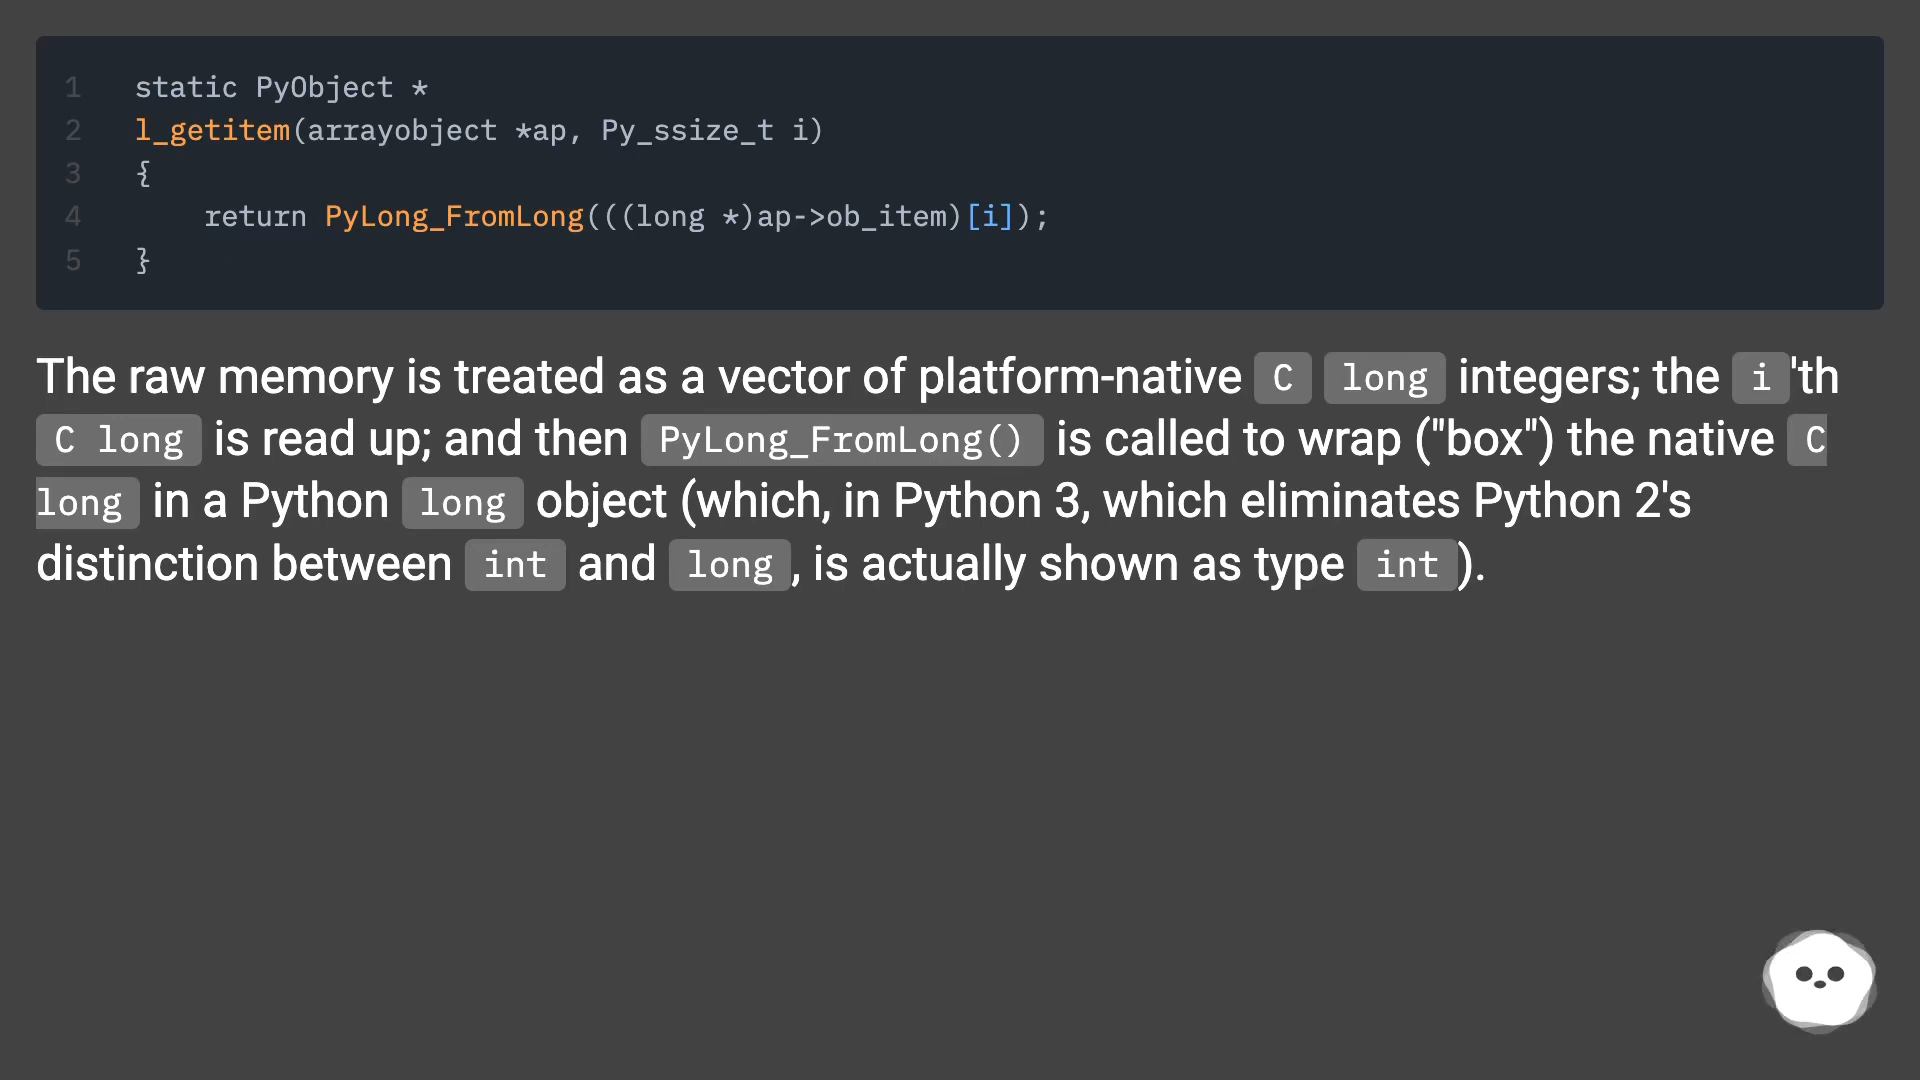 1 static PyObject *
2 l_getitem(arrayobject *ap, Py_ssize_t i)
3 {
4     return PyLong_FromLong(((long *)ap->ob_item)[i]);
5 }
The raw memory is treated as a vector of platform-native C long integers; the i'th
C long is read up; and then PyLong_FromLong() is called to wrap ("box") the native C
long in a Python long object (which, in Python 3, which eliminates Python 2's
distinction between int and long, is actually shown as type int).